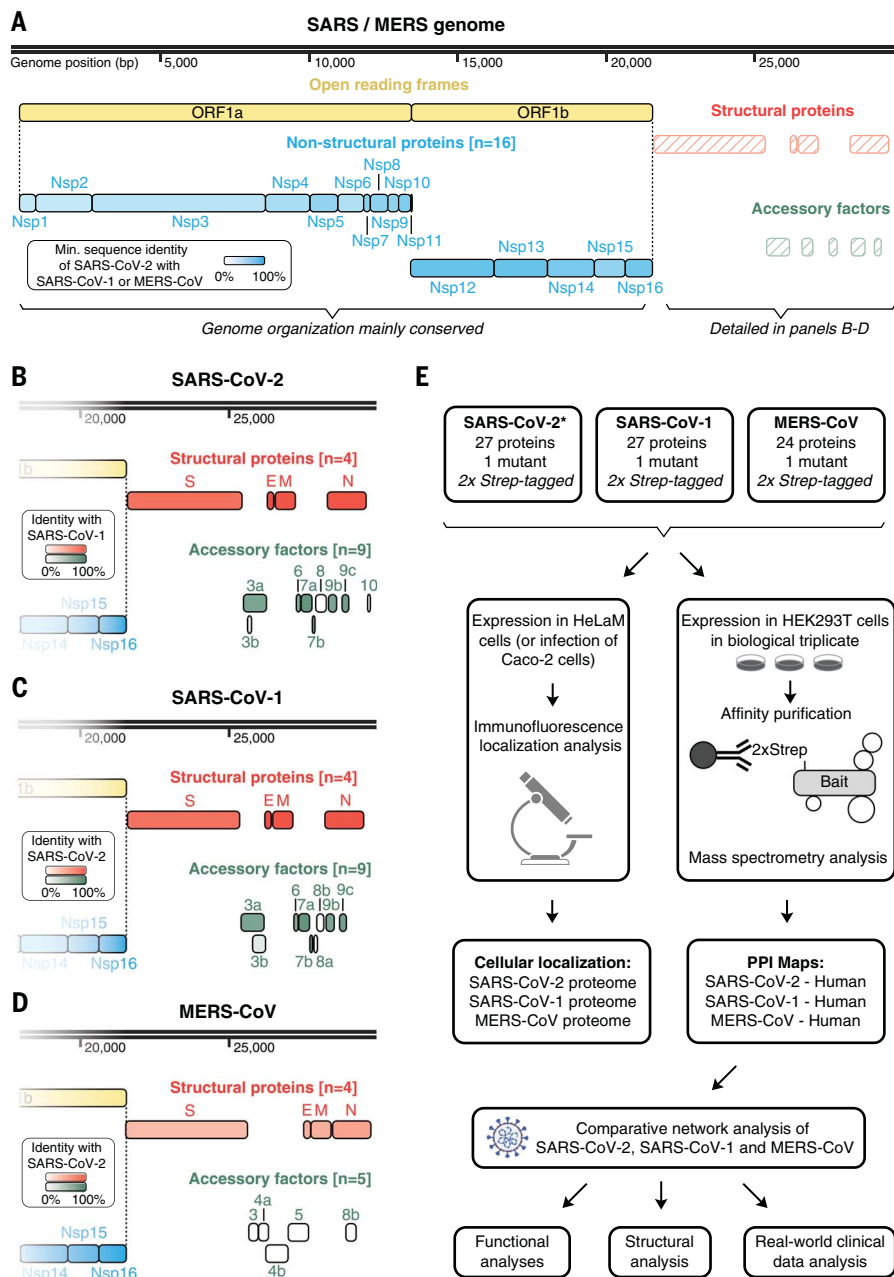 A
SARS / MERS genome
Genome position (bp)
5,000
10,000
15,000
20,000
25,000
Open reading frames
ORF1a
ORF1b
Structural proteins
Non-structural proteins [n=16]
Nsp8
Nsp2
Nsp4
Nsp6
Nsp10
Nsp1
Nsp3
Nsp5
Nsp9
Nsp7
Nsp11
Accessory factors
Min. sequence identity
of SARS-CoV-2 with
SARS-CoV-1 or MERS-CoV
0%
100%
Nsp13
Nsp15
Nsp12
Nsp14
Nsp16
Genome organization mainly conserved
Detailed in panels B-D
B
SARS-CoV-2
20,000
25,000
Structural proteins [n=4]
1b
S
E
M
N
Identity with
SARS-CoV-1
0%
100%
Accessory factors [n=9]
6
8
9c
3a
7a
9b
10
3b
7b
Nsp15
Nsp14
Nsp16
C
SARS-CoV-1
20,000
25,000
Structural proteins [n=4]
1b
S
E
M
N
Identity with
SARS-CoV-2
0%
100%
Accessory factors [n=9]
6
8b
9c
3a
7a
9b
3b
7b
8a
Nsp15
Nsp14
Nsp16
D
MERS-CoV
20,000
25,000
Structural proteins [n=4]
1b
S
E
M
N
Identity with
SARS-CoV-2
0%
100%
Accessory factors [n=5]
4a
3
5
8b
4b
Nsp15
Nsp14
Nsp16
E
SARS-CoV-2*
27 proteins
1 mutant
2x Strep-tagged
SARS-CoV-1
27 proteins
1 mutant
2x Strep-tagged
MERS-CoV
24 proteins
1 mutant
2x Strep-tagged
Expression in HeLaM
cells (or infection of
Caco-2 cells)
Immunofluorescence
localization analysis
Expression in HEK293T cells
in biological triplicate
Affinity purification
2xStrep
Bait
Mass spectrometry analysis
Cellular localization:
SARS-CoV-2 proteome
SARS-CoV-1 proteome
MERS-CoV proteome
PPI Maps:
SARS-CoV-2 - Human
SARS-CoV-1 - Human
MERS-CoV - Human
Comparative network analysis of
SARS-CoV-2, SARS-CoV-1 and MERS-CoV
Functional
analyses
Structural
analysis
Real-world clinical
data analysis